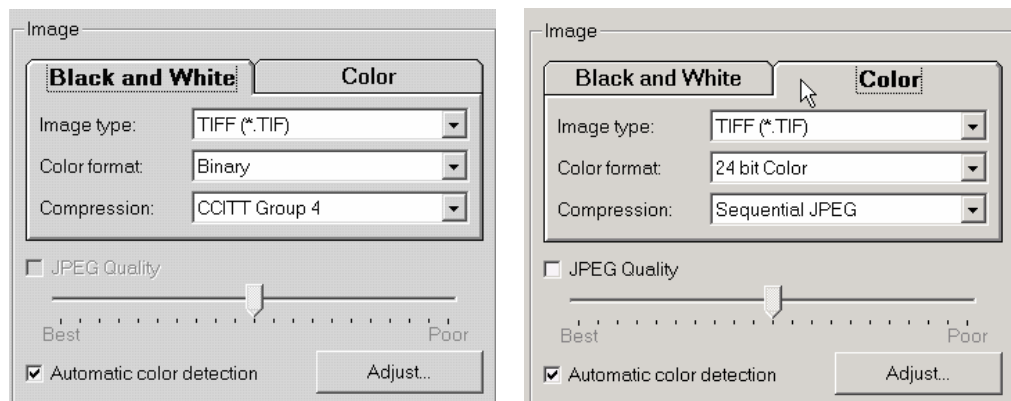 Image
Black and White Color
Image type: TIFF (*.TIF)
Color format: Binary
Compression: CCITT Group 4
JPEG Quality
Best Poor
Automatic color detection Adjust...
Image
Black and White Color
Image type: TIFF (*.TIF)
Color format: 24 bit Color
Compression: Sequential JPEG
JPEG Quality
Best Poor
Automatic color detection Adjust...